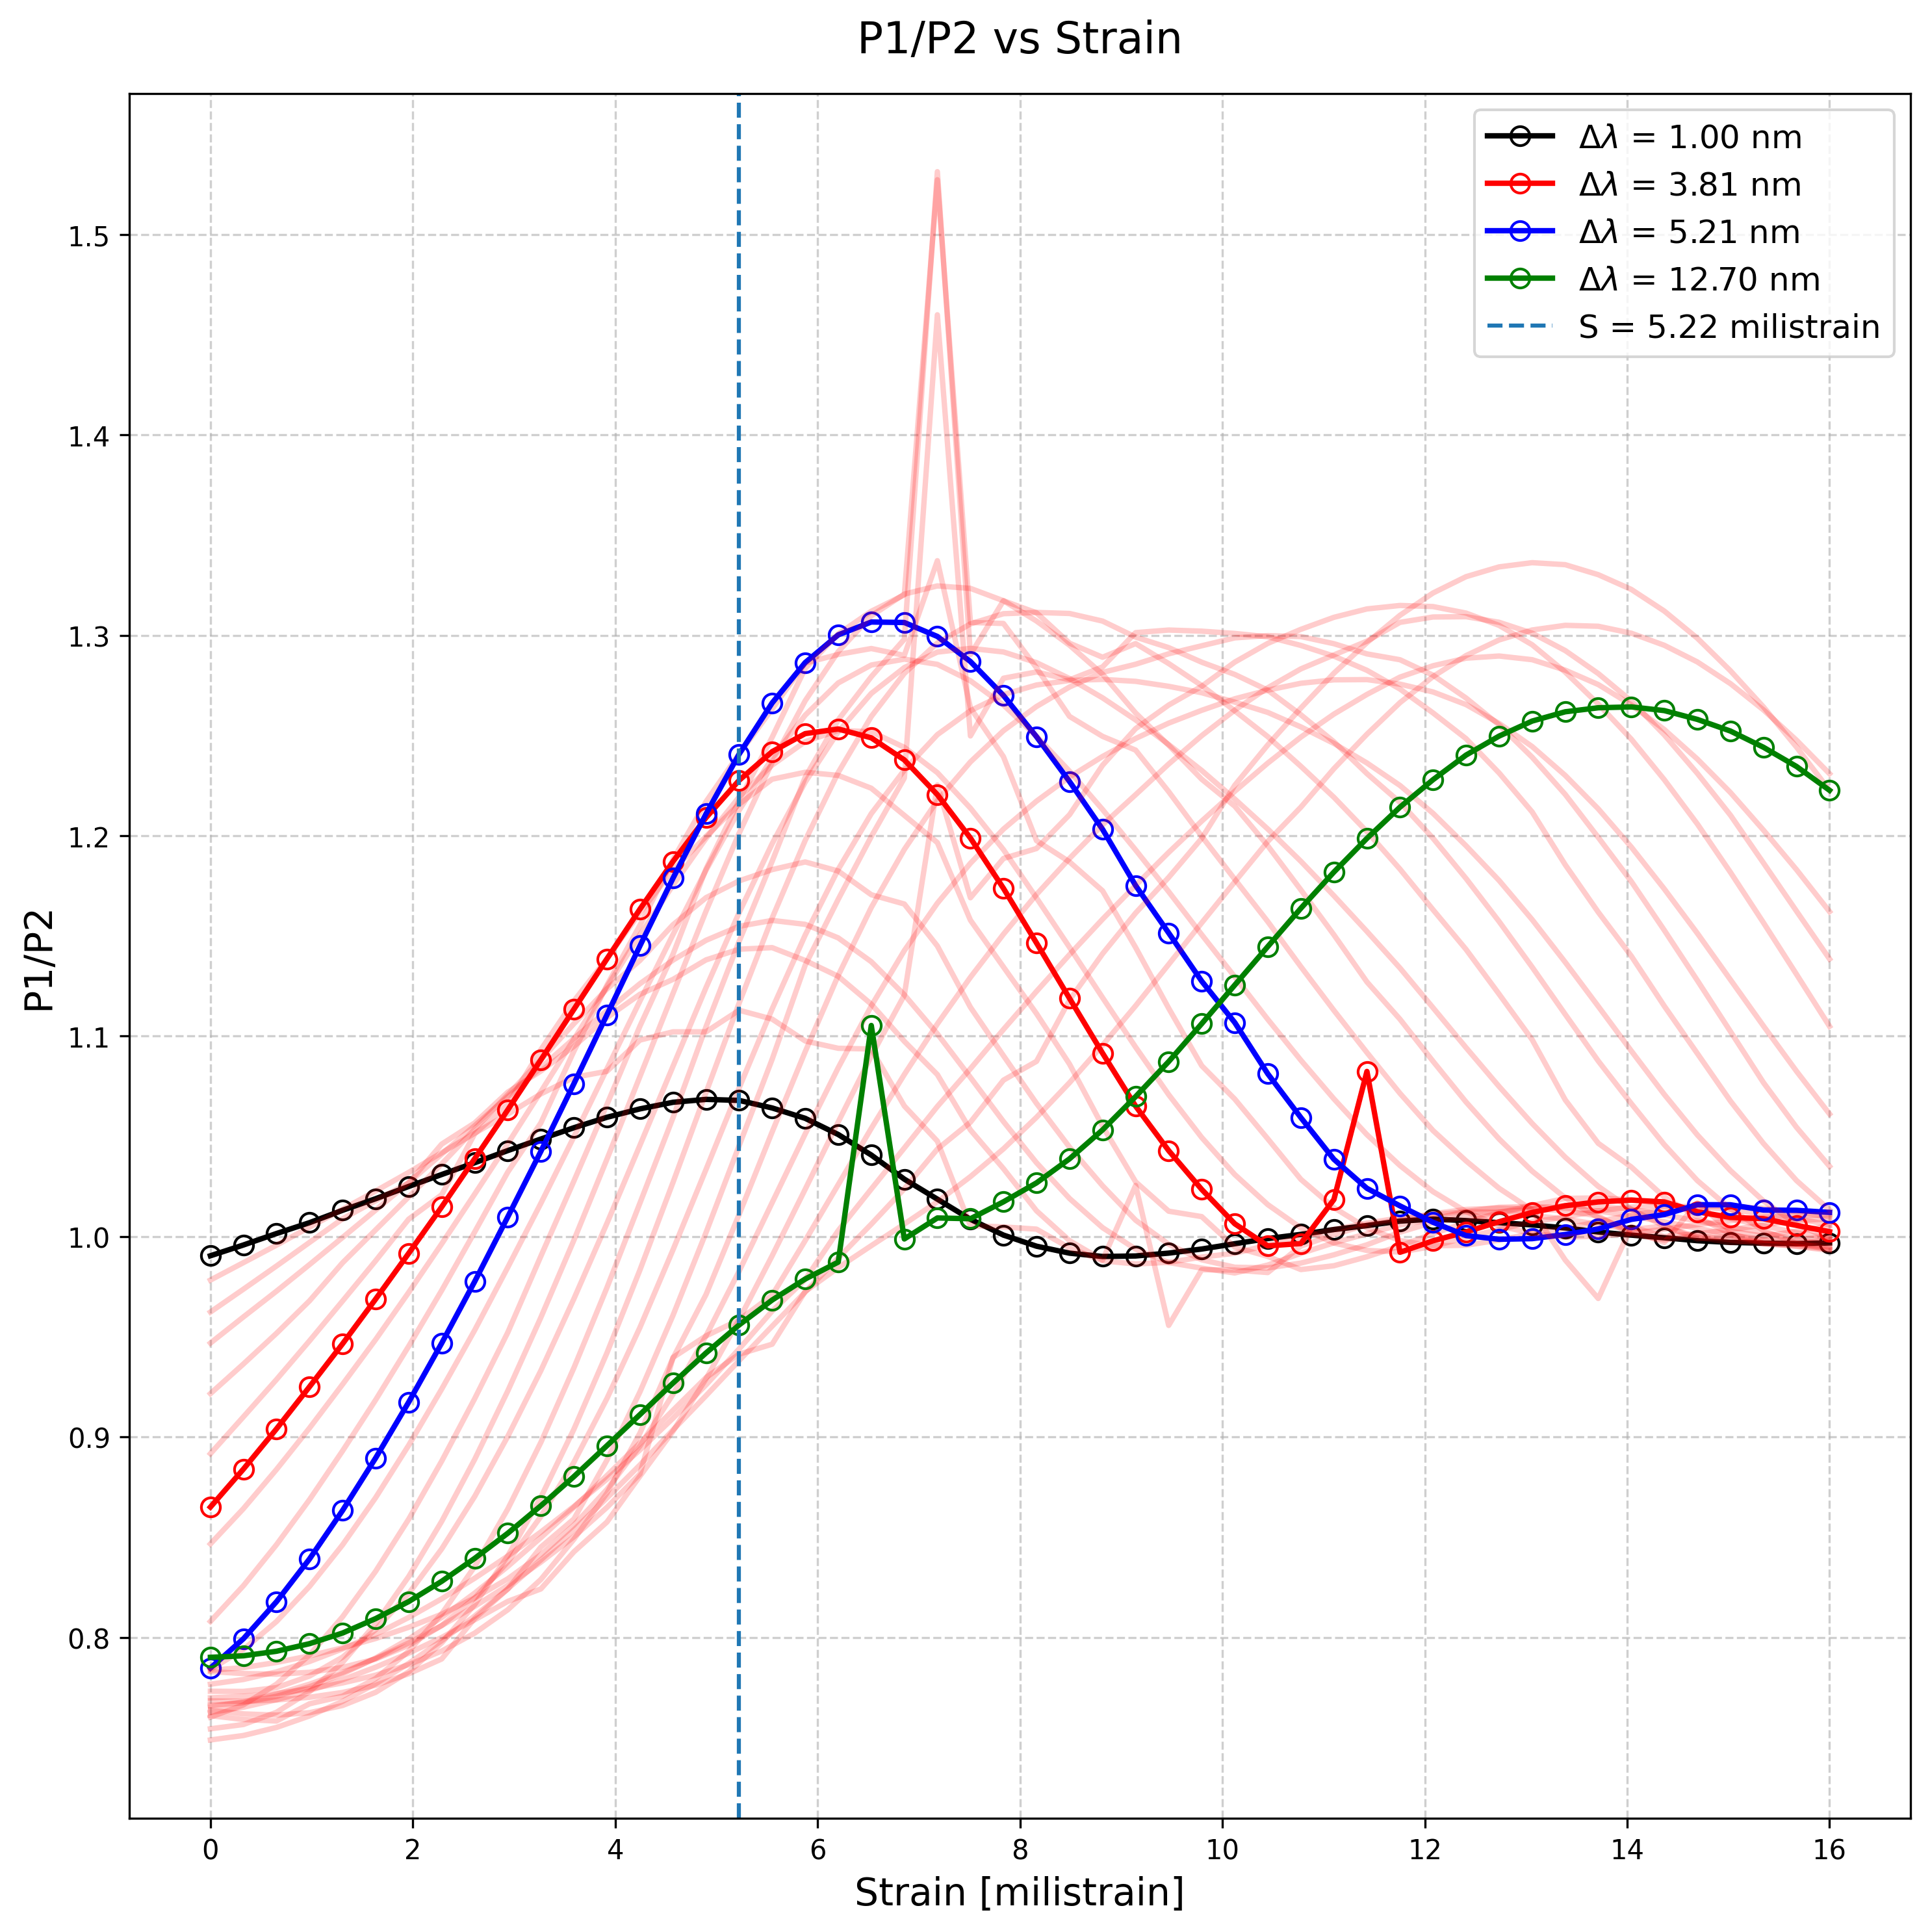 P1/P2 vs Strain
Δλ = 1.00 nm
Δλ = 3.81 nm
Δλ = 5.21 nm
Δλ = 12.70 nm
S = 5.22 milistrain
P1/P2
1.5
1.4
1.3
1.2
1.1
1.0
0.9
0.8
0 2 4 6 8 10 12 14 16
Strain [milistrain]